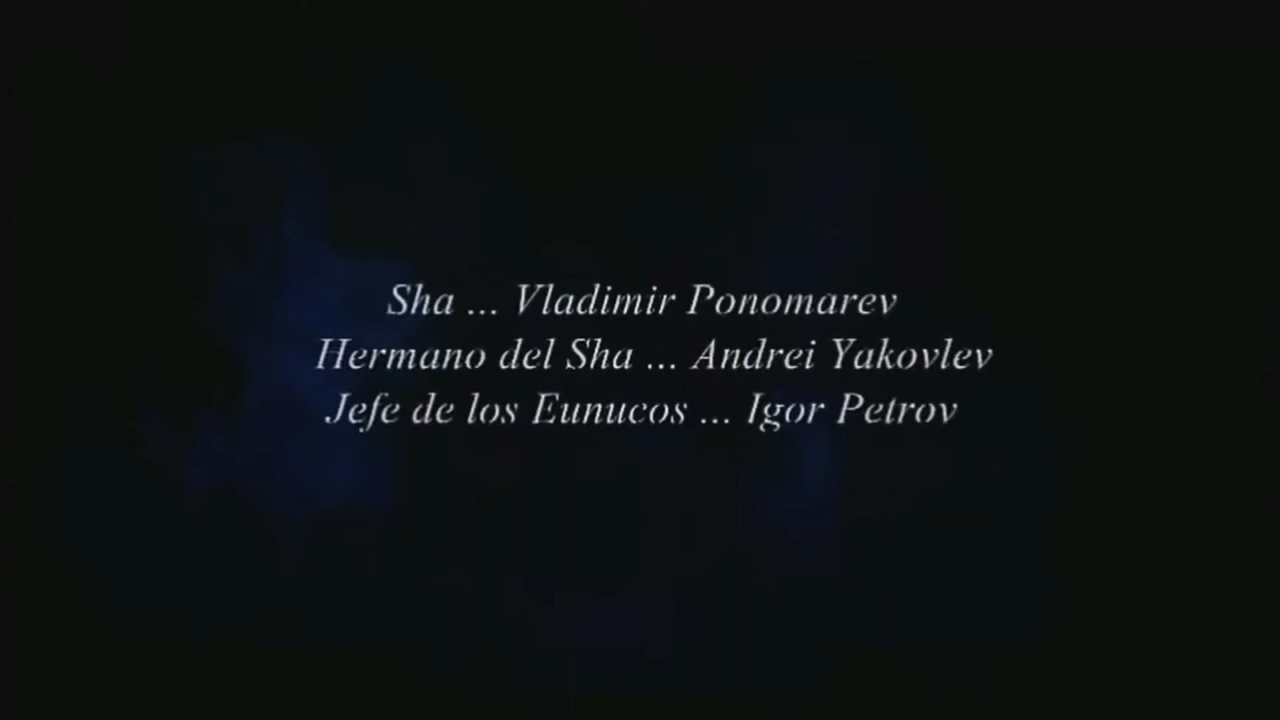 Sha ... Vladimir Ponomarev
Hermano del Sha ... Andrei Yakovlev
Jefe de los Eunucos ... Igor Petrov